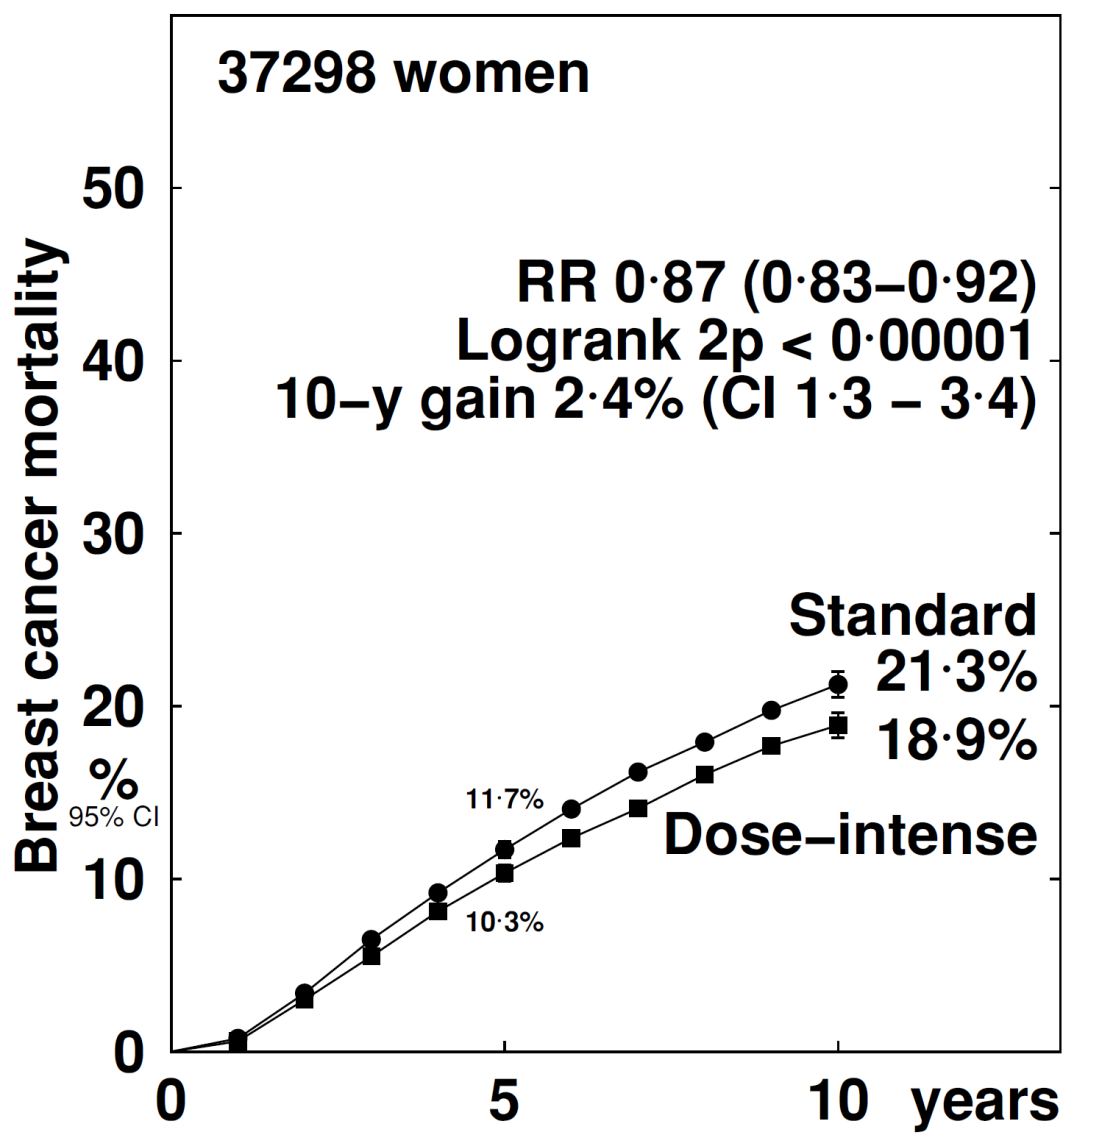 37298 women
50
RR 0·87 (0·83–0·92)
Logrank 2p < 0·00001
40
10–y gain 2·4% (CI 1·3 – 3·4)
Breast cancer mortality
30
Standard
21·3%
20
18·9%
%
95% CI
11·7%
Dose–intense
10
10·3%
0
0 5 10 years